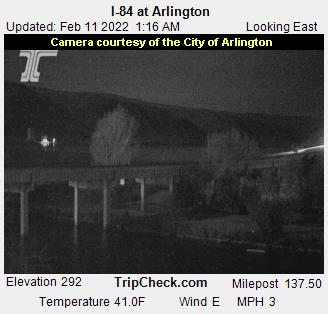 I-84 at Arlington
Updated: Feb 11 2022 1:16 AM Looking East
Camera courtesy of the City of Arlington
Elevation 292 TripCheck.com Milepost 137.50
Temperature 41.0F Wind E MPH 3